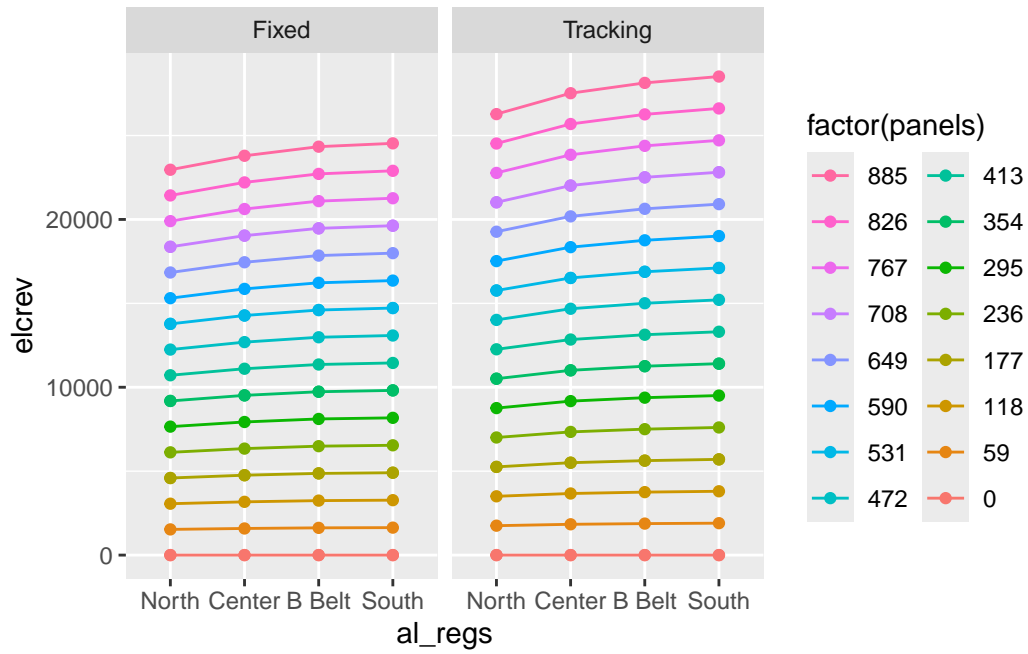 Fixed Tracking
factor(panels)
885 413
826 354
767 295
708 236
649 177
590 118
531 59
472 0
elcrev
20000
10000
0
North Center B Belt South North Center B Belt South
al_regs